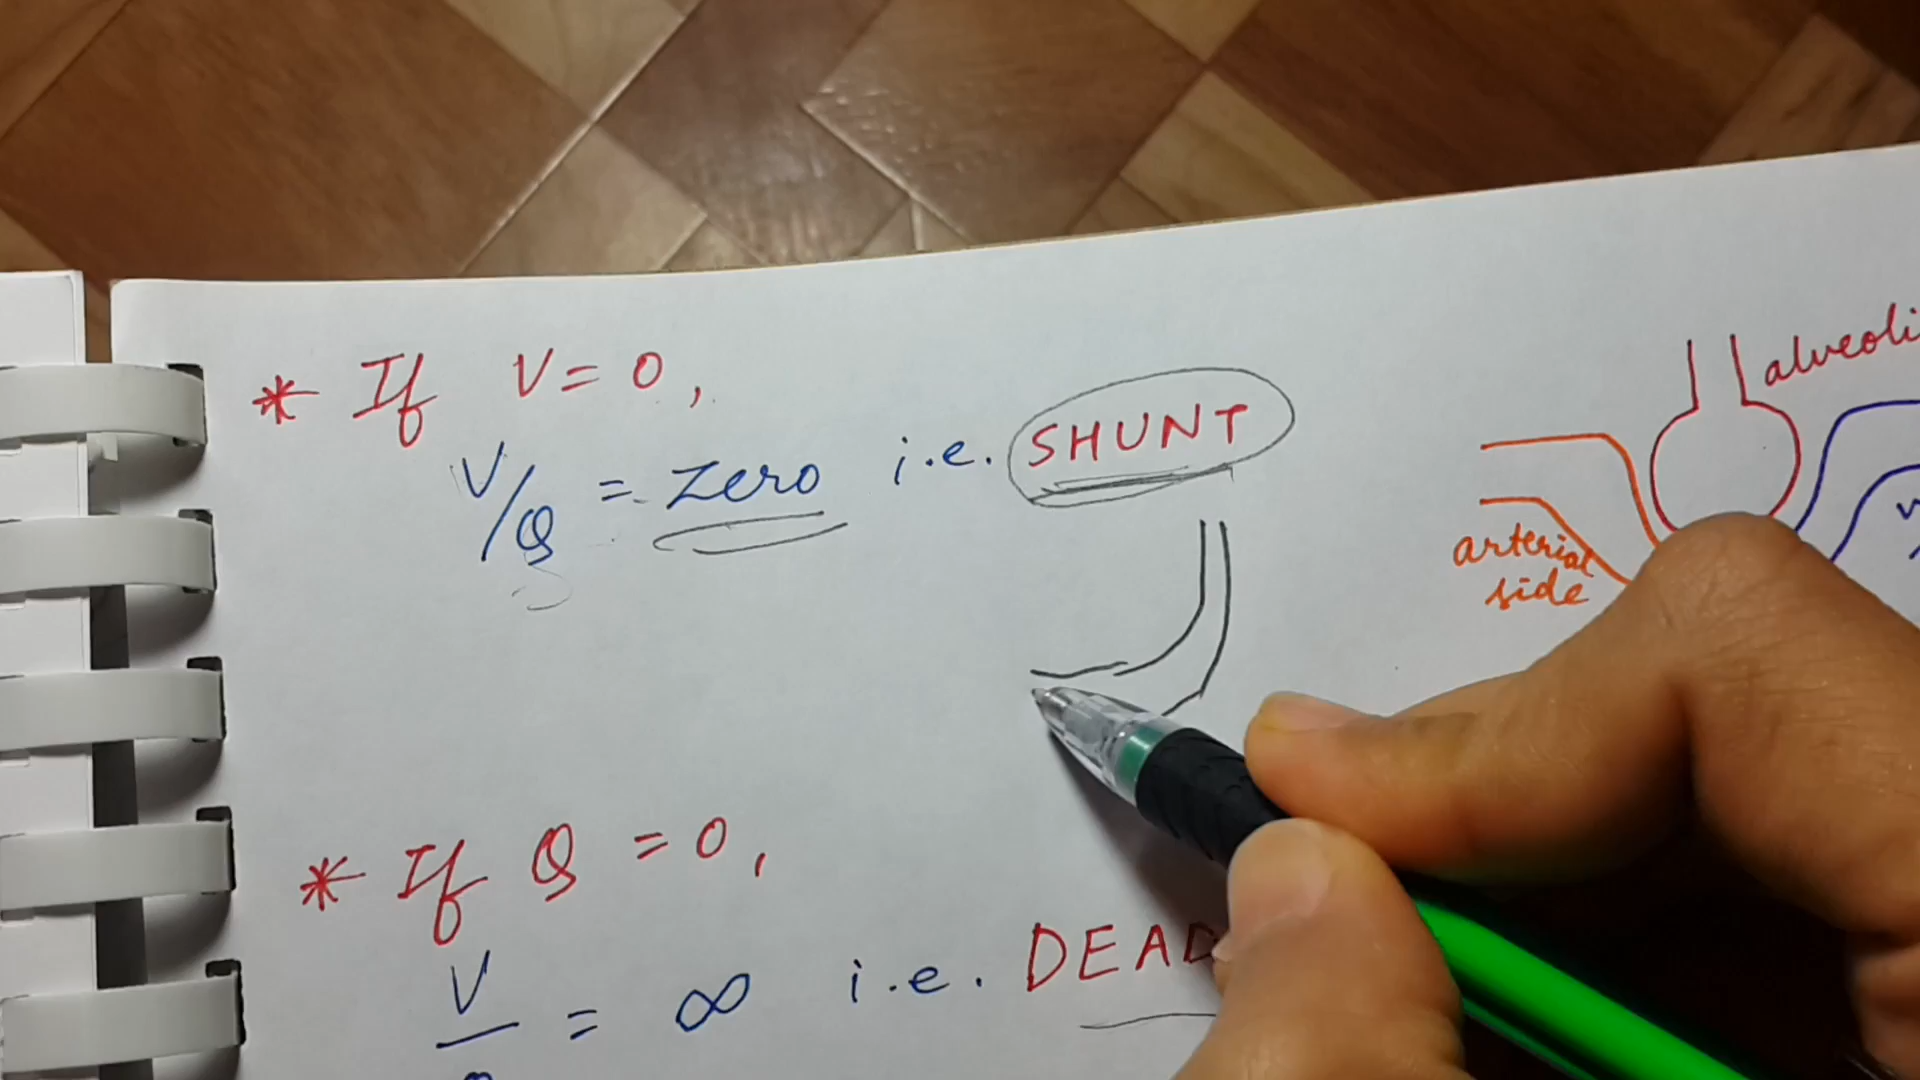 * If V = 0,
V/Q = Zero i.e. SHUNT
alveoli
arterial
side
* If Q = 0,
V
— = ∞ i.e. DEAD